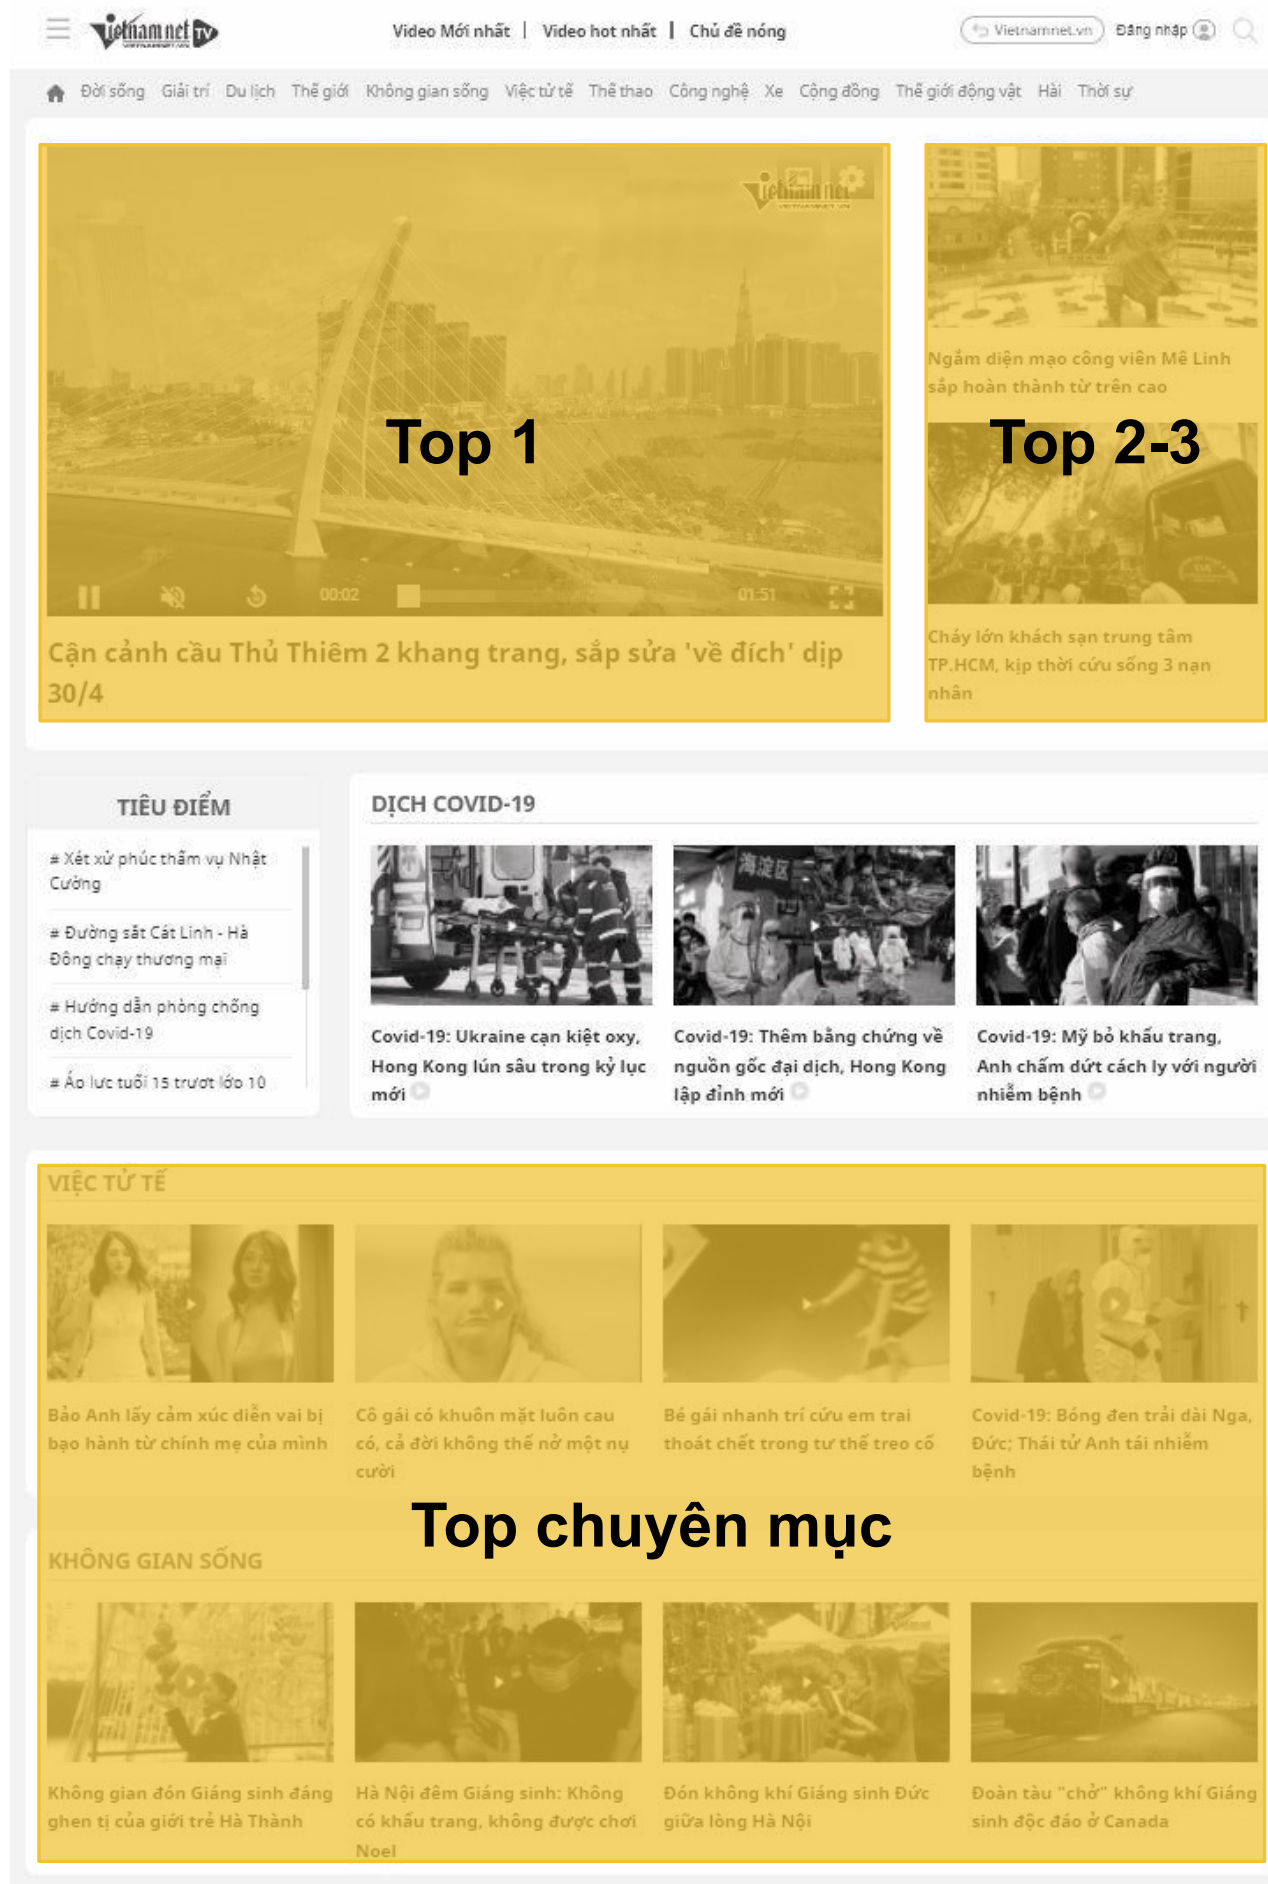 Vietnamnet TV
VIETNAMNET.VN
Video Mới nhất | Video hot nhất | Chủ đề nóng
Vietnamnet.vn
Đăng nhập
Đời sống Giải trí Du lịch Thế giới Không gian sống Việc tử tế Thể thao Công nghệ Xe Cộng đồng Thế giới động vật Hài Thời sự
Vietnamnet
VIETNAMNET.VN
Top 1
00:02
01:51
Cận cảnh cầu Thủ Thiêm 2 khang trang, sắp sửa 'về đích' dịp
30/4
Ngắm diện mạo công viên Mê Linh
sắp hoàn thành từ trên cao
Top 2-3
Cháy lớn khách sạn trung tâm
TP.HCM, kịp thời cứu sống 3 nạn
nhân
TIÊU ĐIỂM
# Xét xử phúc thẩm vụ Nhật
Cường
# Đường sắt Cát Linh - Hà
Đông chạy thương mại
# Hướng dẫn phòng chống
dịch Covid-19
# Áp lực tuổi 15 trượt lớp 10
DỊCH COVID-19
海淀区
Covid-19: Ukraine cạn kiệt oxy,
Hong Kong lún sâu trong kỷ lục
mới
Covid-19: Thêm bằng chứng về
nguồn gốc đại dịch, Hong Kong
lập đỉnh mới
Covid-19: Mỹ bỏ khẩu trang,
Anh chấm dứt cách ly với người
nhiễm bệnh
VIỆC TỬ TẾ
Bảo Anh lấy cảm xúc diễn vai bị
bạo hành từ chính mẹ của mình
Cô gái có khuôn mặt luôn cau
có, cả đời không thể nở một nụ
cười
Bé gái nhanh trí cứu em trai
thoát chết trong tư thế treo cổ
Covid-19: Bóng đen trải dài Nga,
Đức; Thái tử Anh tái nhiễm
bệnh
Top chuyên mục
KHÔNG GIAN SỐNG
Không gian đón Giáng sinh đáng
ghen tị của giới trẻ Hà Thành
Hà Nội đêm Giáng sinh: Không
có khẩu trang, không được chơi
Noel
Đón không khí Giáng sinh Đức
giữa lòng Hà Nội
Đoàn tàu "chở" không khí Giáng
sinh độc đáo ở Canada